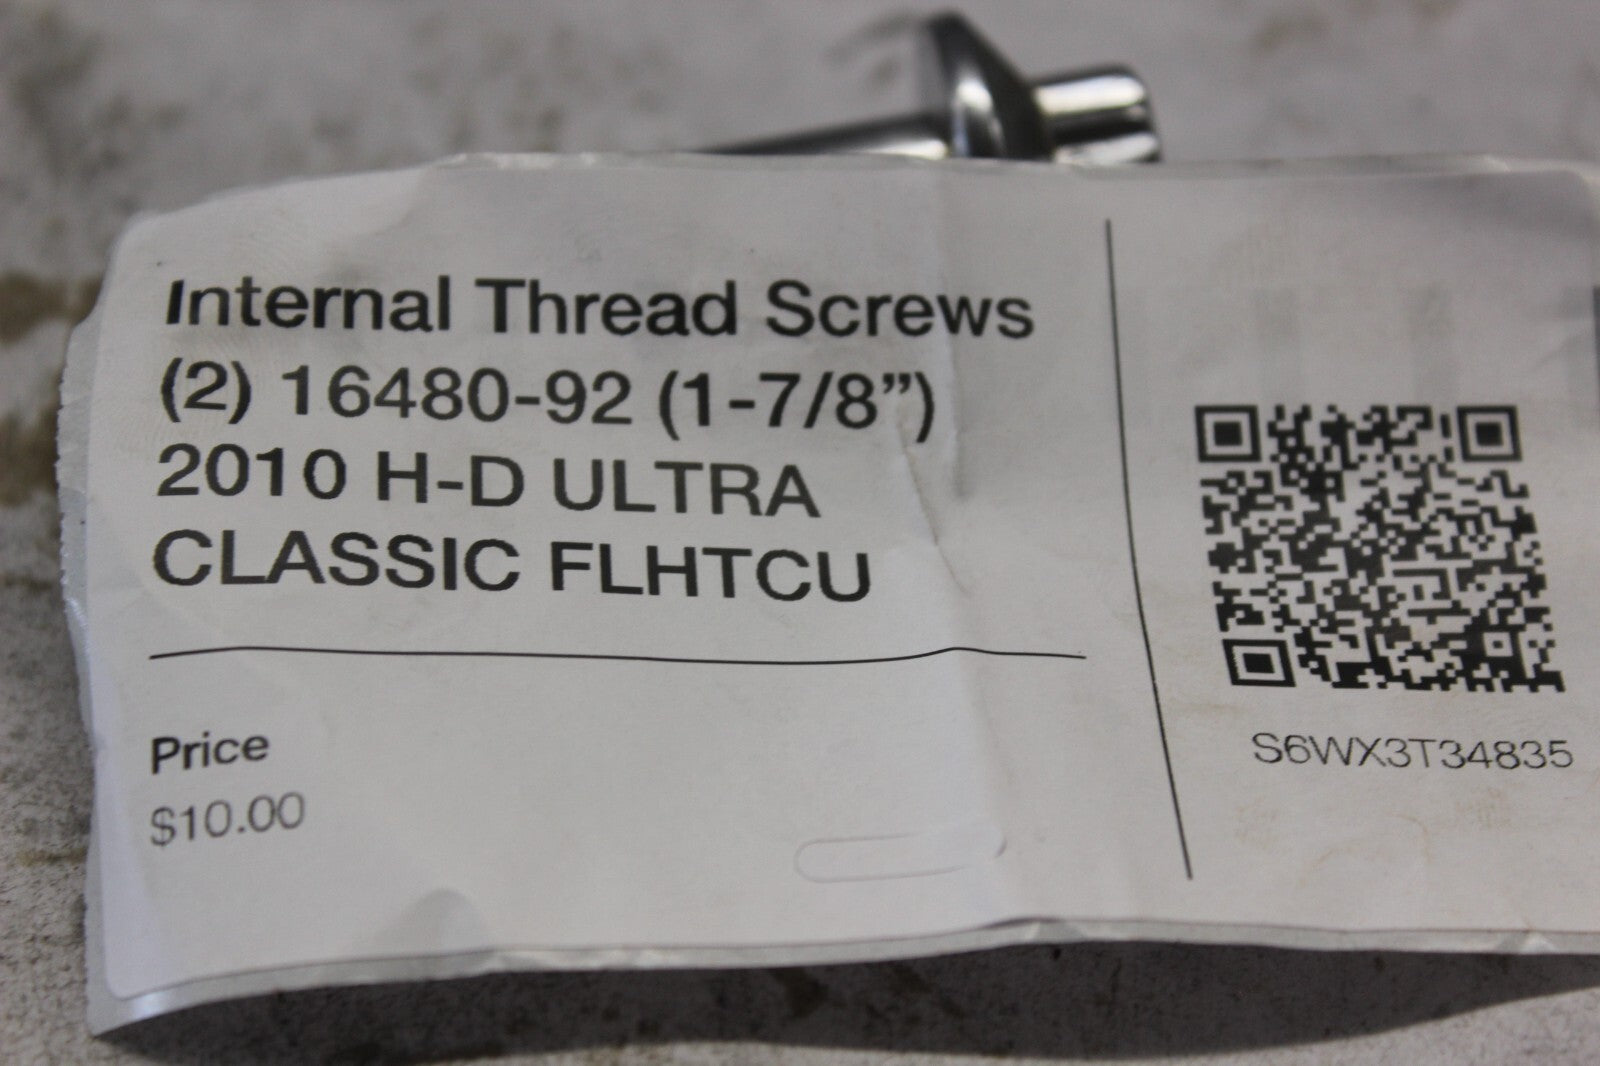 Internal Thread Screws
(2) 16480-92 (1-7/8”)
2010 H-D ULTRA
CLASSIC FLHTCU
Price
$10.00
S6WX3T34835